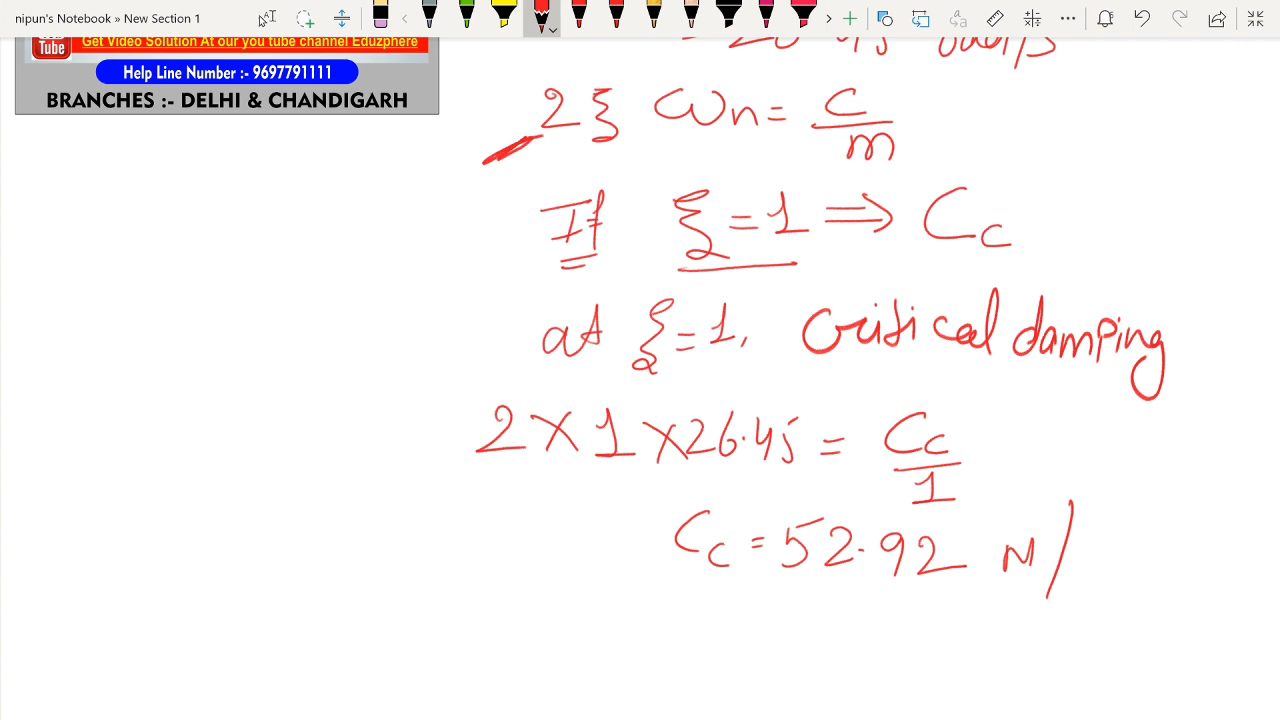 nipun's Notebook » New Section 1
You Tube
Get Video Solution At our you tube channel Eduzphere
Help Line Number :- 9697791111
BRANCHES :- DELHI & CHANDIGARH
2ξ ωn = c/m
If ξ = 1 ⇒ Cc
at ξ = 1, critical damping
2 × 1 × 26.45 = Cc/1
Cc = 52.92 N/